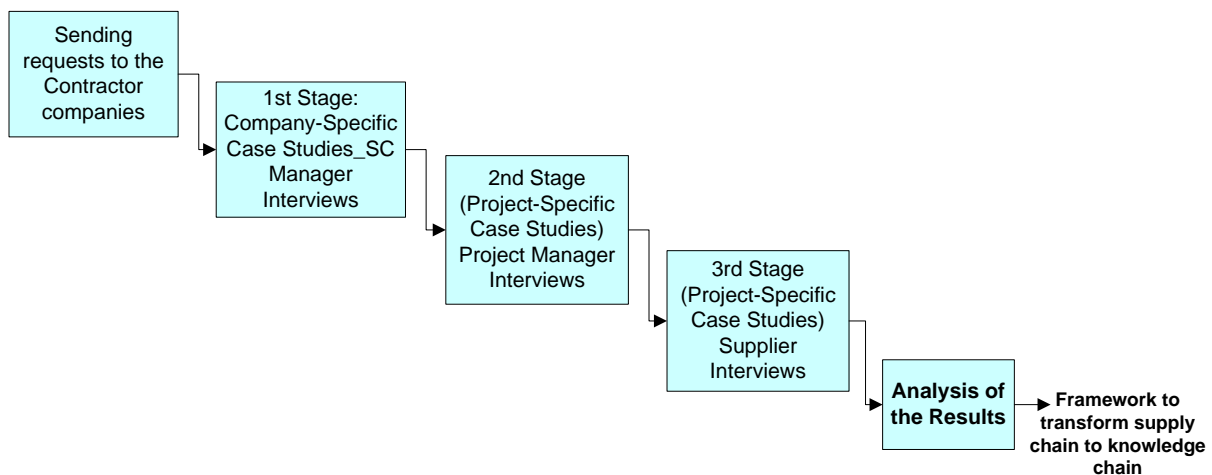 Sending
requests to the
Contractor
companies
1st Stage:
Company-Specific
Case Studies_SC
Manager
Interviews
2nd Stage
(Project-Specific
Case Studies)
Project Manager
Interviews
3rd Stage
(Project-Specific
Case Studies)
Supplier
Interviews
Analysis of
the Results
Framework to
transform supply
chain to knowledge
chain